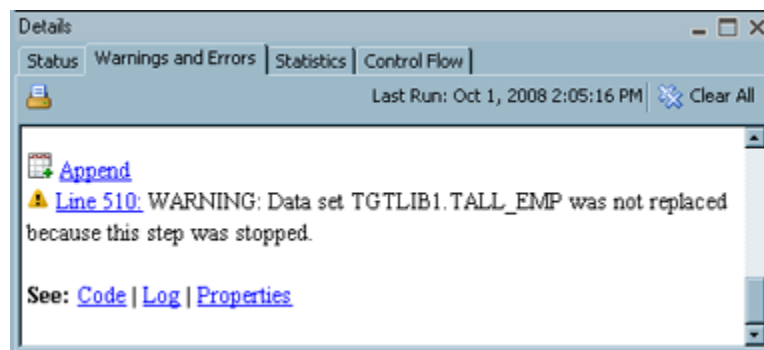 Details
Status Warnings and Errors Statistics Control Flow
Last Run: Oct 1, 2008 2:05:16 PM Clear All
Append
Line 510: WARNING: Data set TGTLIB1.TALL_EMP was not replaced
because this step was stopped.
See: Code | Log | Properties